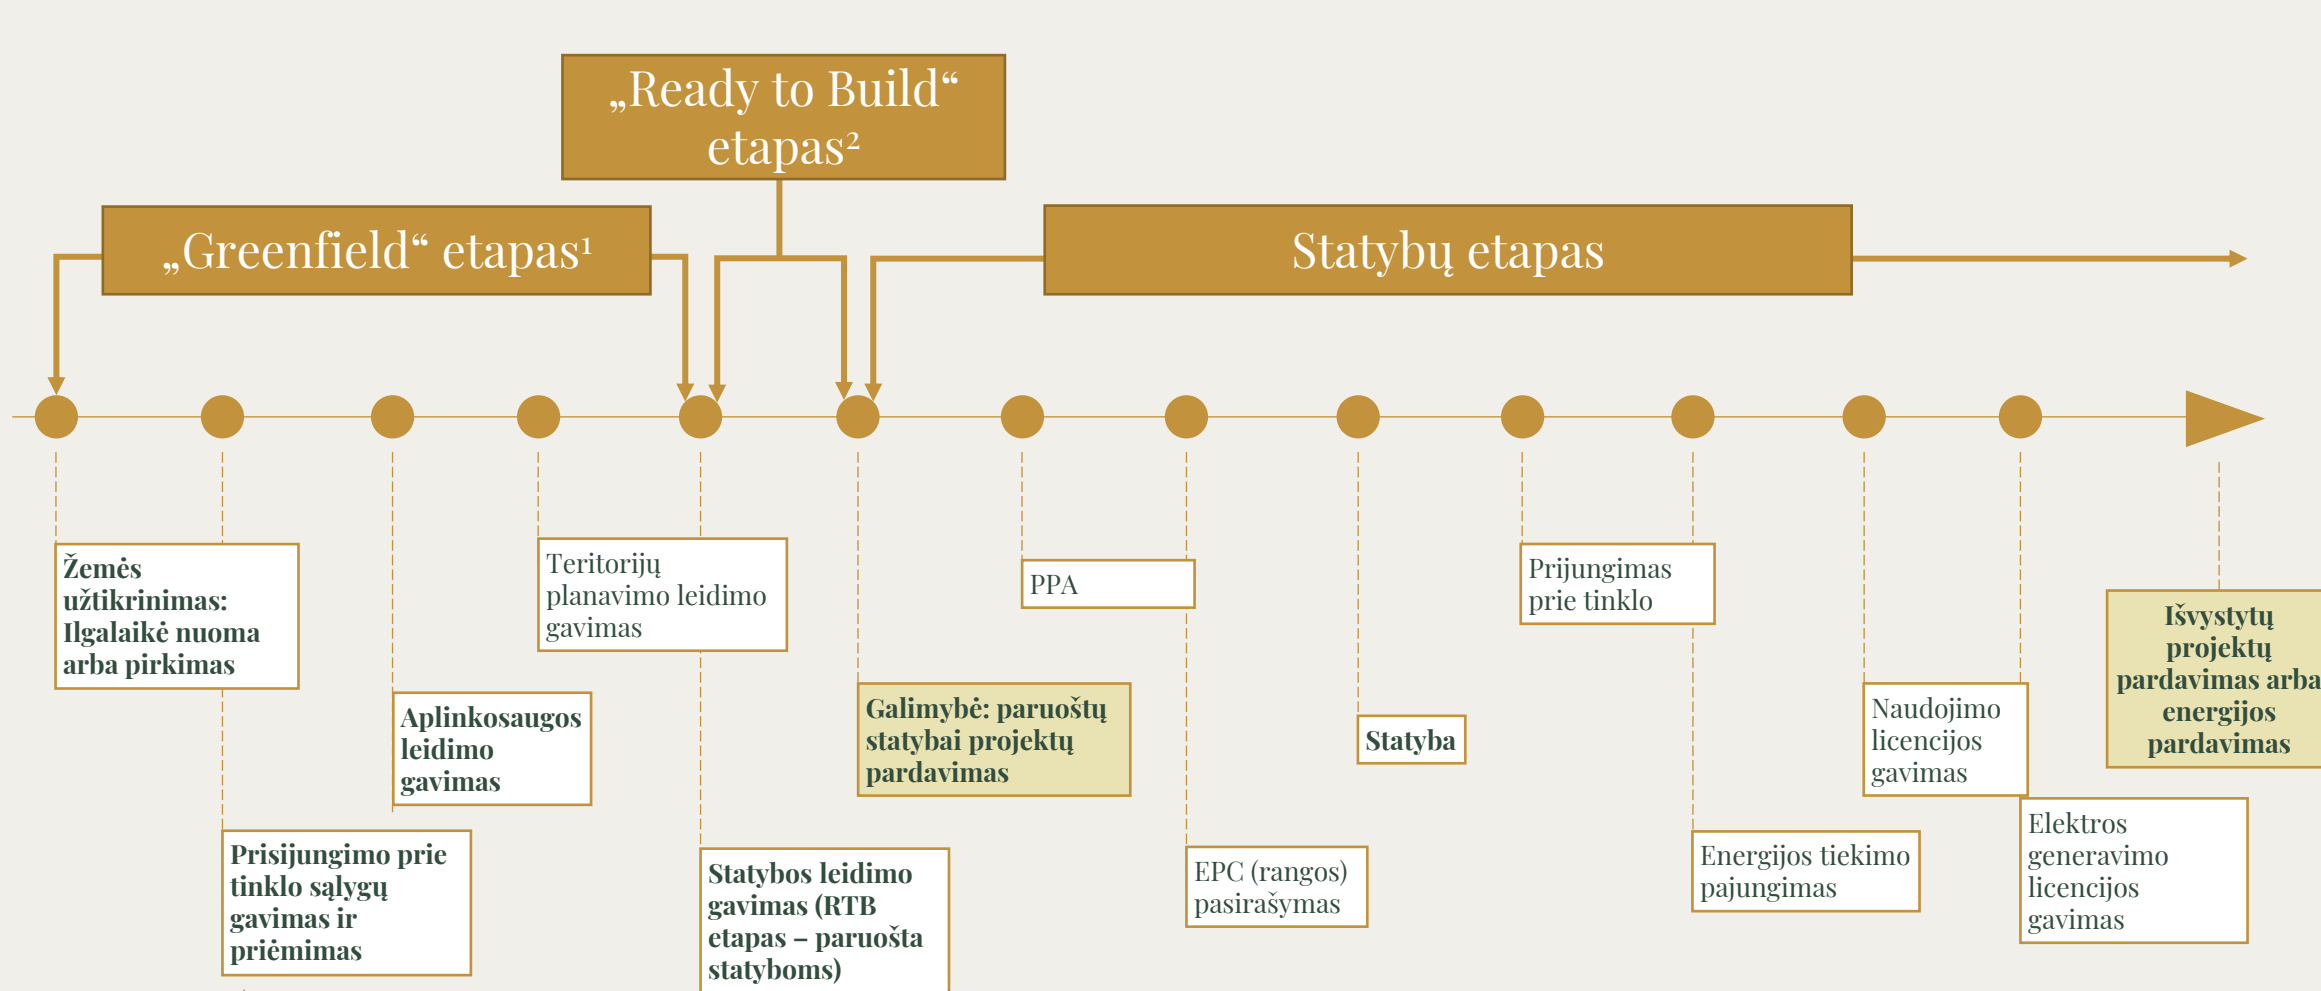 „Ready to Build“
etapas²
„Greenfield“ etapas¹
Statybų etapas
Žemės
užtikrinimas:
Ilgalaikė nuoma
arba pirkimas
Prisijungimo prie
tinklo sąlygų
gavimas ir
priėmimas
Aplinkosaugos
leidimo
gavimas
Teritorijų
planavimo leidimo
gavimas
Statybos leidimo
gavimas (RTB
etapas – paruošta
statyboms)
Galimybė: paruoštų
statybai projektų
pardavimas
PPA
EPC (rangos)
pasirašymas
Statyba
Prijungimas
prie tinklo
Energijos tiekimo
pajungimas
Naudojimo
licencijos
gavimas
Elektros
generavimo
licencijos
gavimas
Išvystytų
projektų
pardavimas arba
energijos
pardavimas